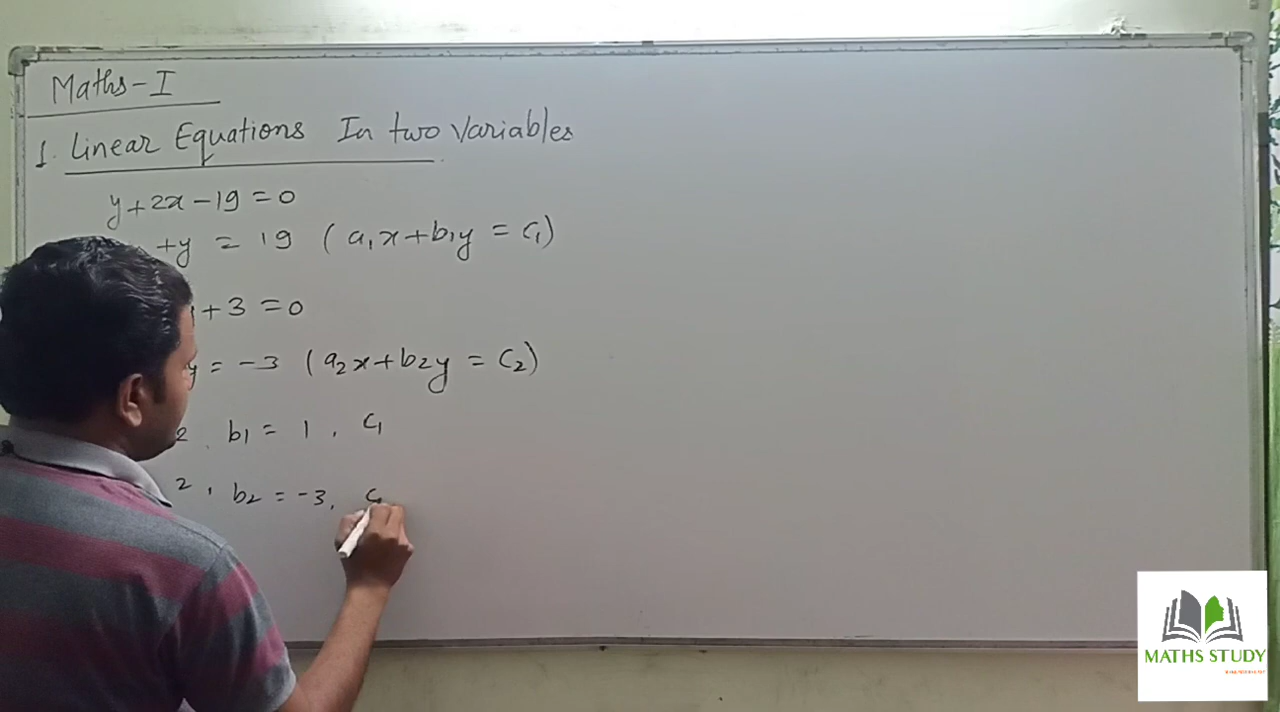 Maths-I
1. Linear Equations In two Variables
y+2x-19=0
+y = 19 (a₁x+b₁y = c₁)
+3=0
y = -3 (a₂x+b₂y = c₂)
2, b₁ = 1, c₁
2, b₂ = -3, c
MATHS STUDY